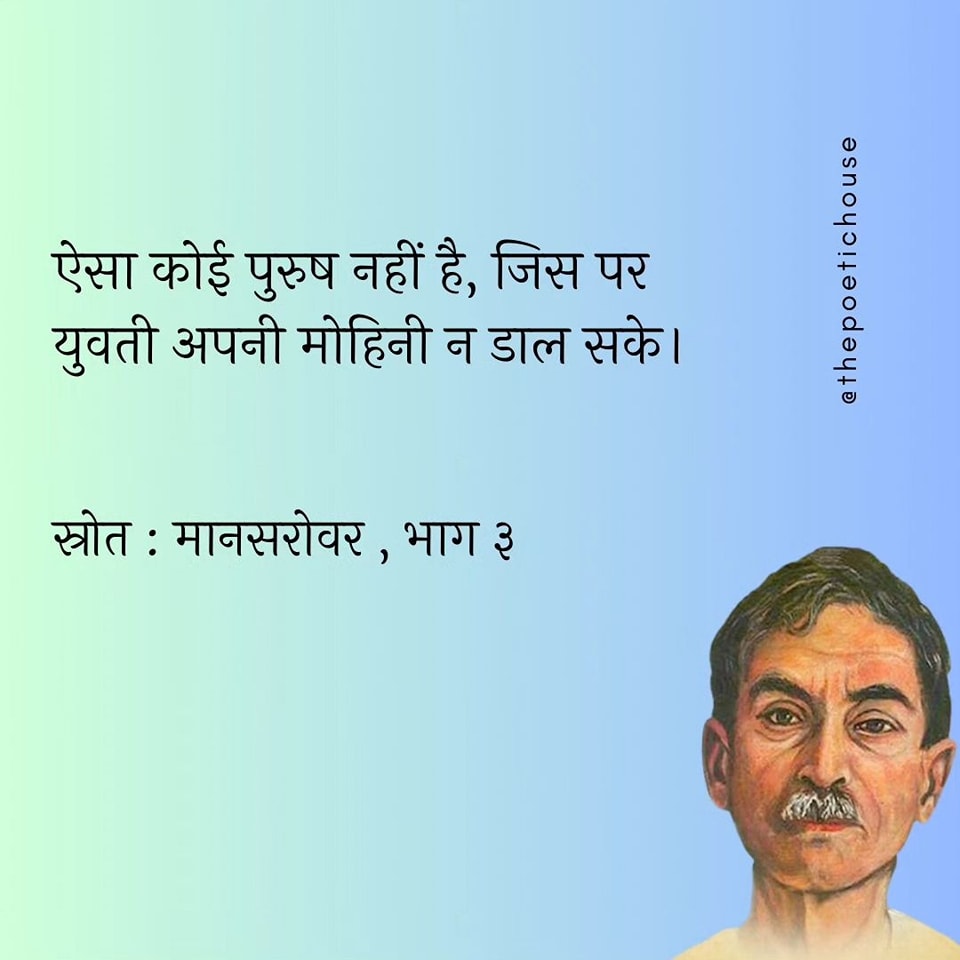 ऐसा कोई पुरुष नहीं है, जिस पर
युवती अपनी मोहिनी न डाल सके।
स्रोत : मानसरोवर , भाग ३
@thepoetichouse